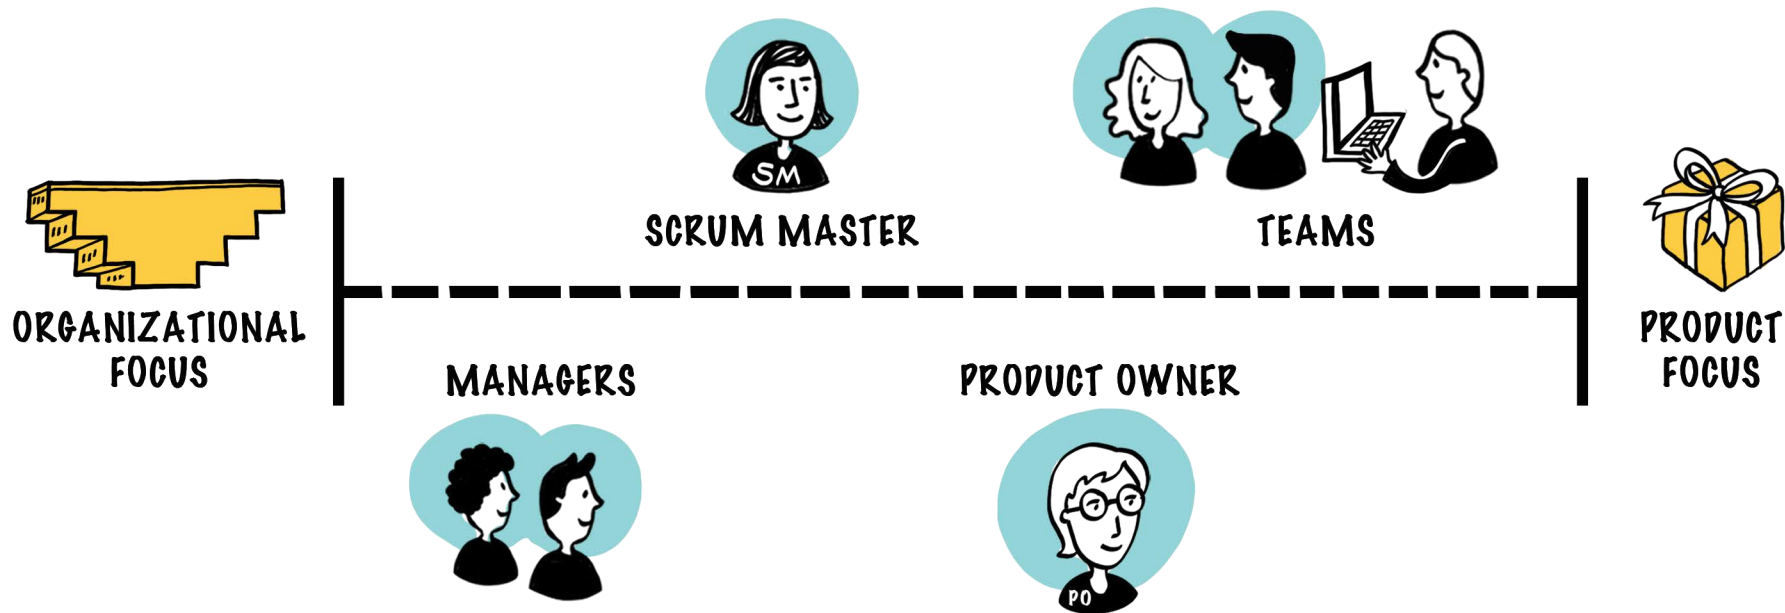 SM
SCRUM MASTER
TEAMS
ORGANIZATIONAL
FOCUS
PRODUCT
FOCUS
MANAGERS
PRODUCT OWNER
PO